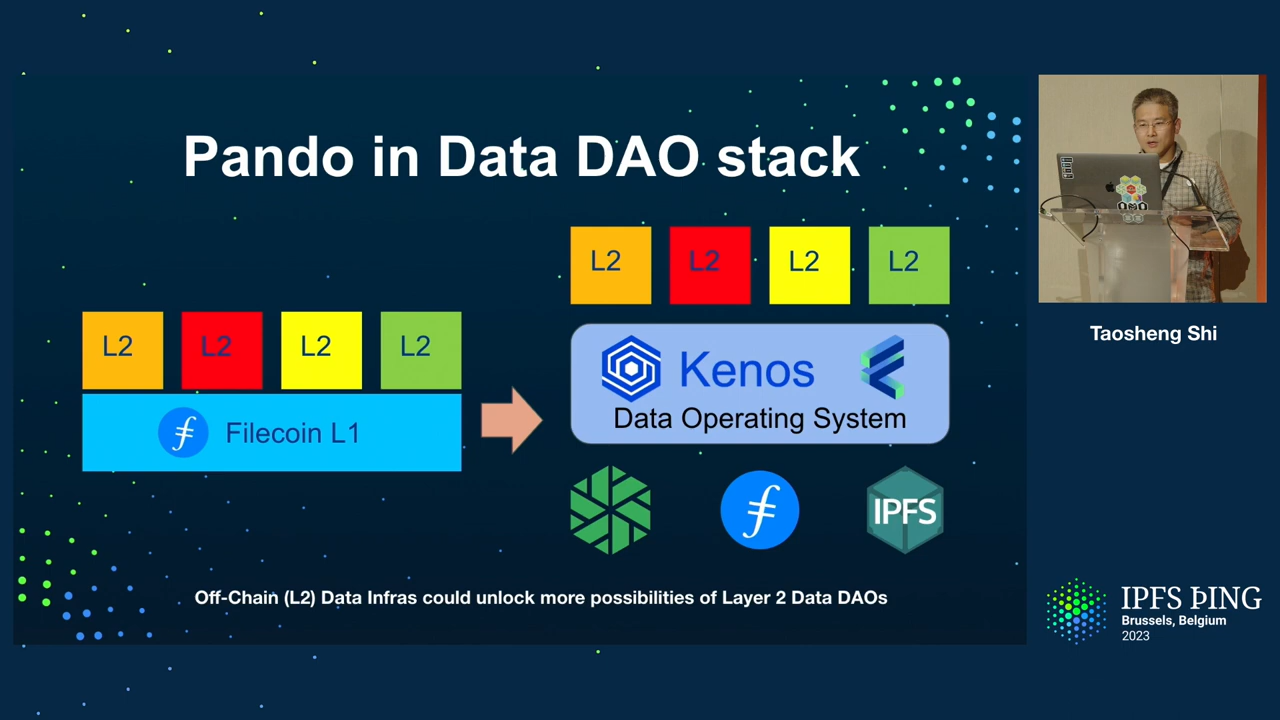 Pando in Data DAO stack
L2 L2 L2 L2
Filecoin L1
L2 L2 L2 L2
Kenos
Data Operating System
IPFS
Off-Chain (L2) Data Infras could unlock more possibilities of Layer 2 Data DAOs
Taosheng Shi
IPFS ÞING
Brussels, Belgium
2023